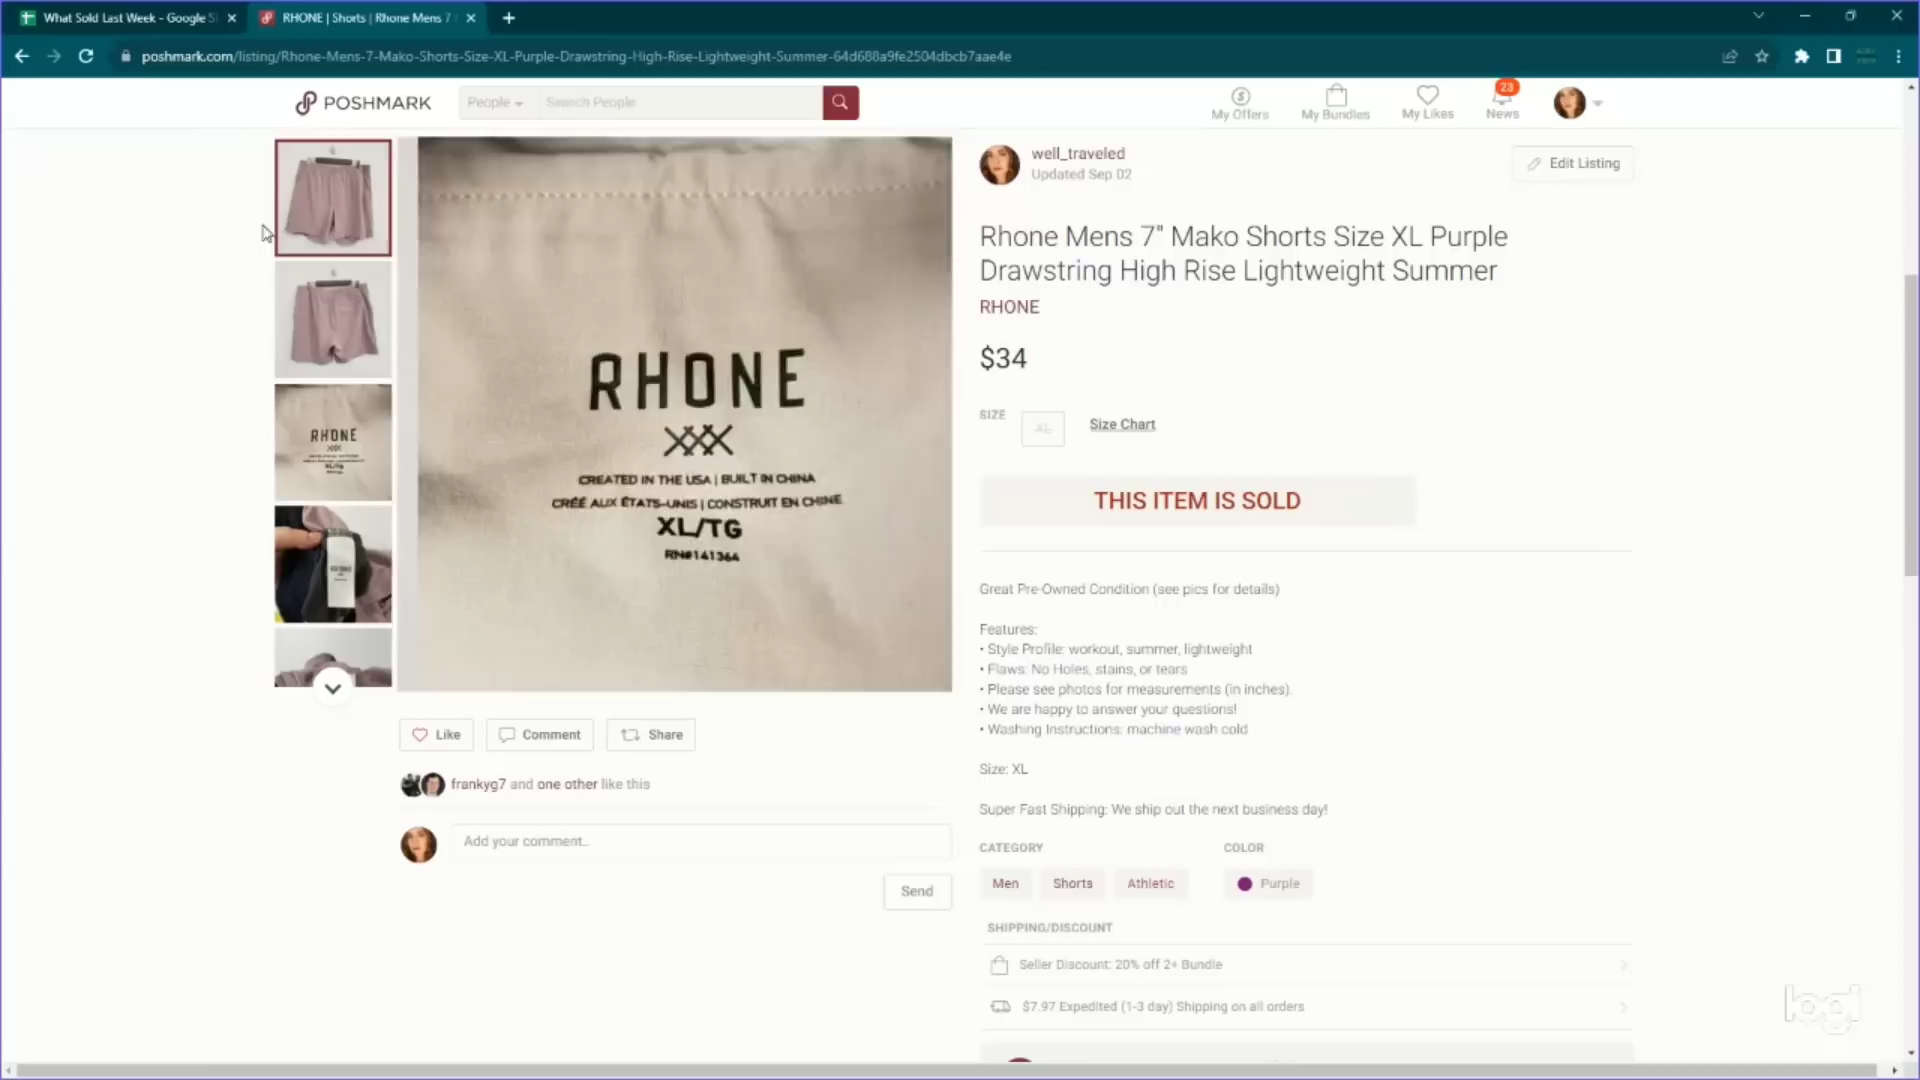 What Sold Last Week - Google S
RHONE | Shorts | Rhone Mens 7
poshmark.com/listing/Rhone-Mens-7-Mako-Shorts-Size-XL-Purple-Drawstring-High-Rise-Lightweight-Summer-64d688a9fe2504dbcb7aae4e
POSHMARK
People
Search People
My Offers
My Bundles
My Likes
23
News
well_traveled
Updated Sep 02
Edit Listing
Rhone Mens 7" Mako Shorts Size XL Purple
Drawstring High Rise Lightweight Summer
RHONE
$34
SIZE
XL
Size Chart
THIS ITEM IS SOLD
RHONE
CREATED IN THE USA | BUILT IN CHINA
CRÉÉ AUX ÉTATS-UNIS | CONSTRUIT EN CHINE
XL/TG
RN#141364
RHONE
XL/TG
Great Pre-Owned Condition (see pics for details)
Features:
• Style Profile: workout, summer, lightweight
• Flaws: No Holes, stains, or tears
• Please see photos for measurements (in inches).
• We are happy to answer your questions!
• Washing Instructions: machine wash cold
Size: XL
Super Fast Shipping: We ship out the next business day!
Like
Comment
Share
frankyg7 and one other like this
Add your comment..
Send
CATEGORY
COLOR
Men
Shorts
Athletic
Purple
SHIPPING/DISCOUNT
Seller Discount: 20% off 2+ Bundle
$7.97 Expedited (1-3 day) Shipping on all orders
logi